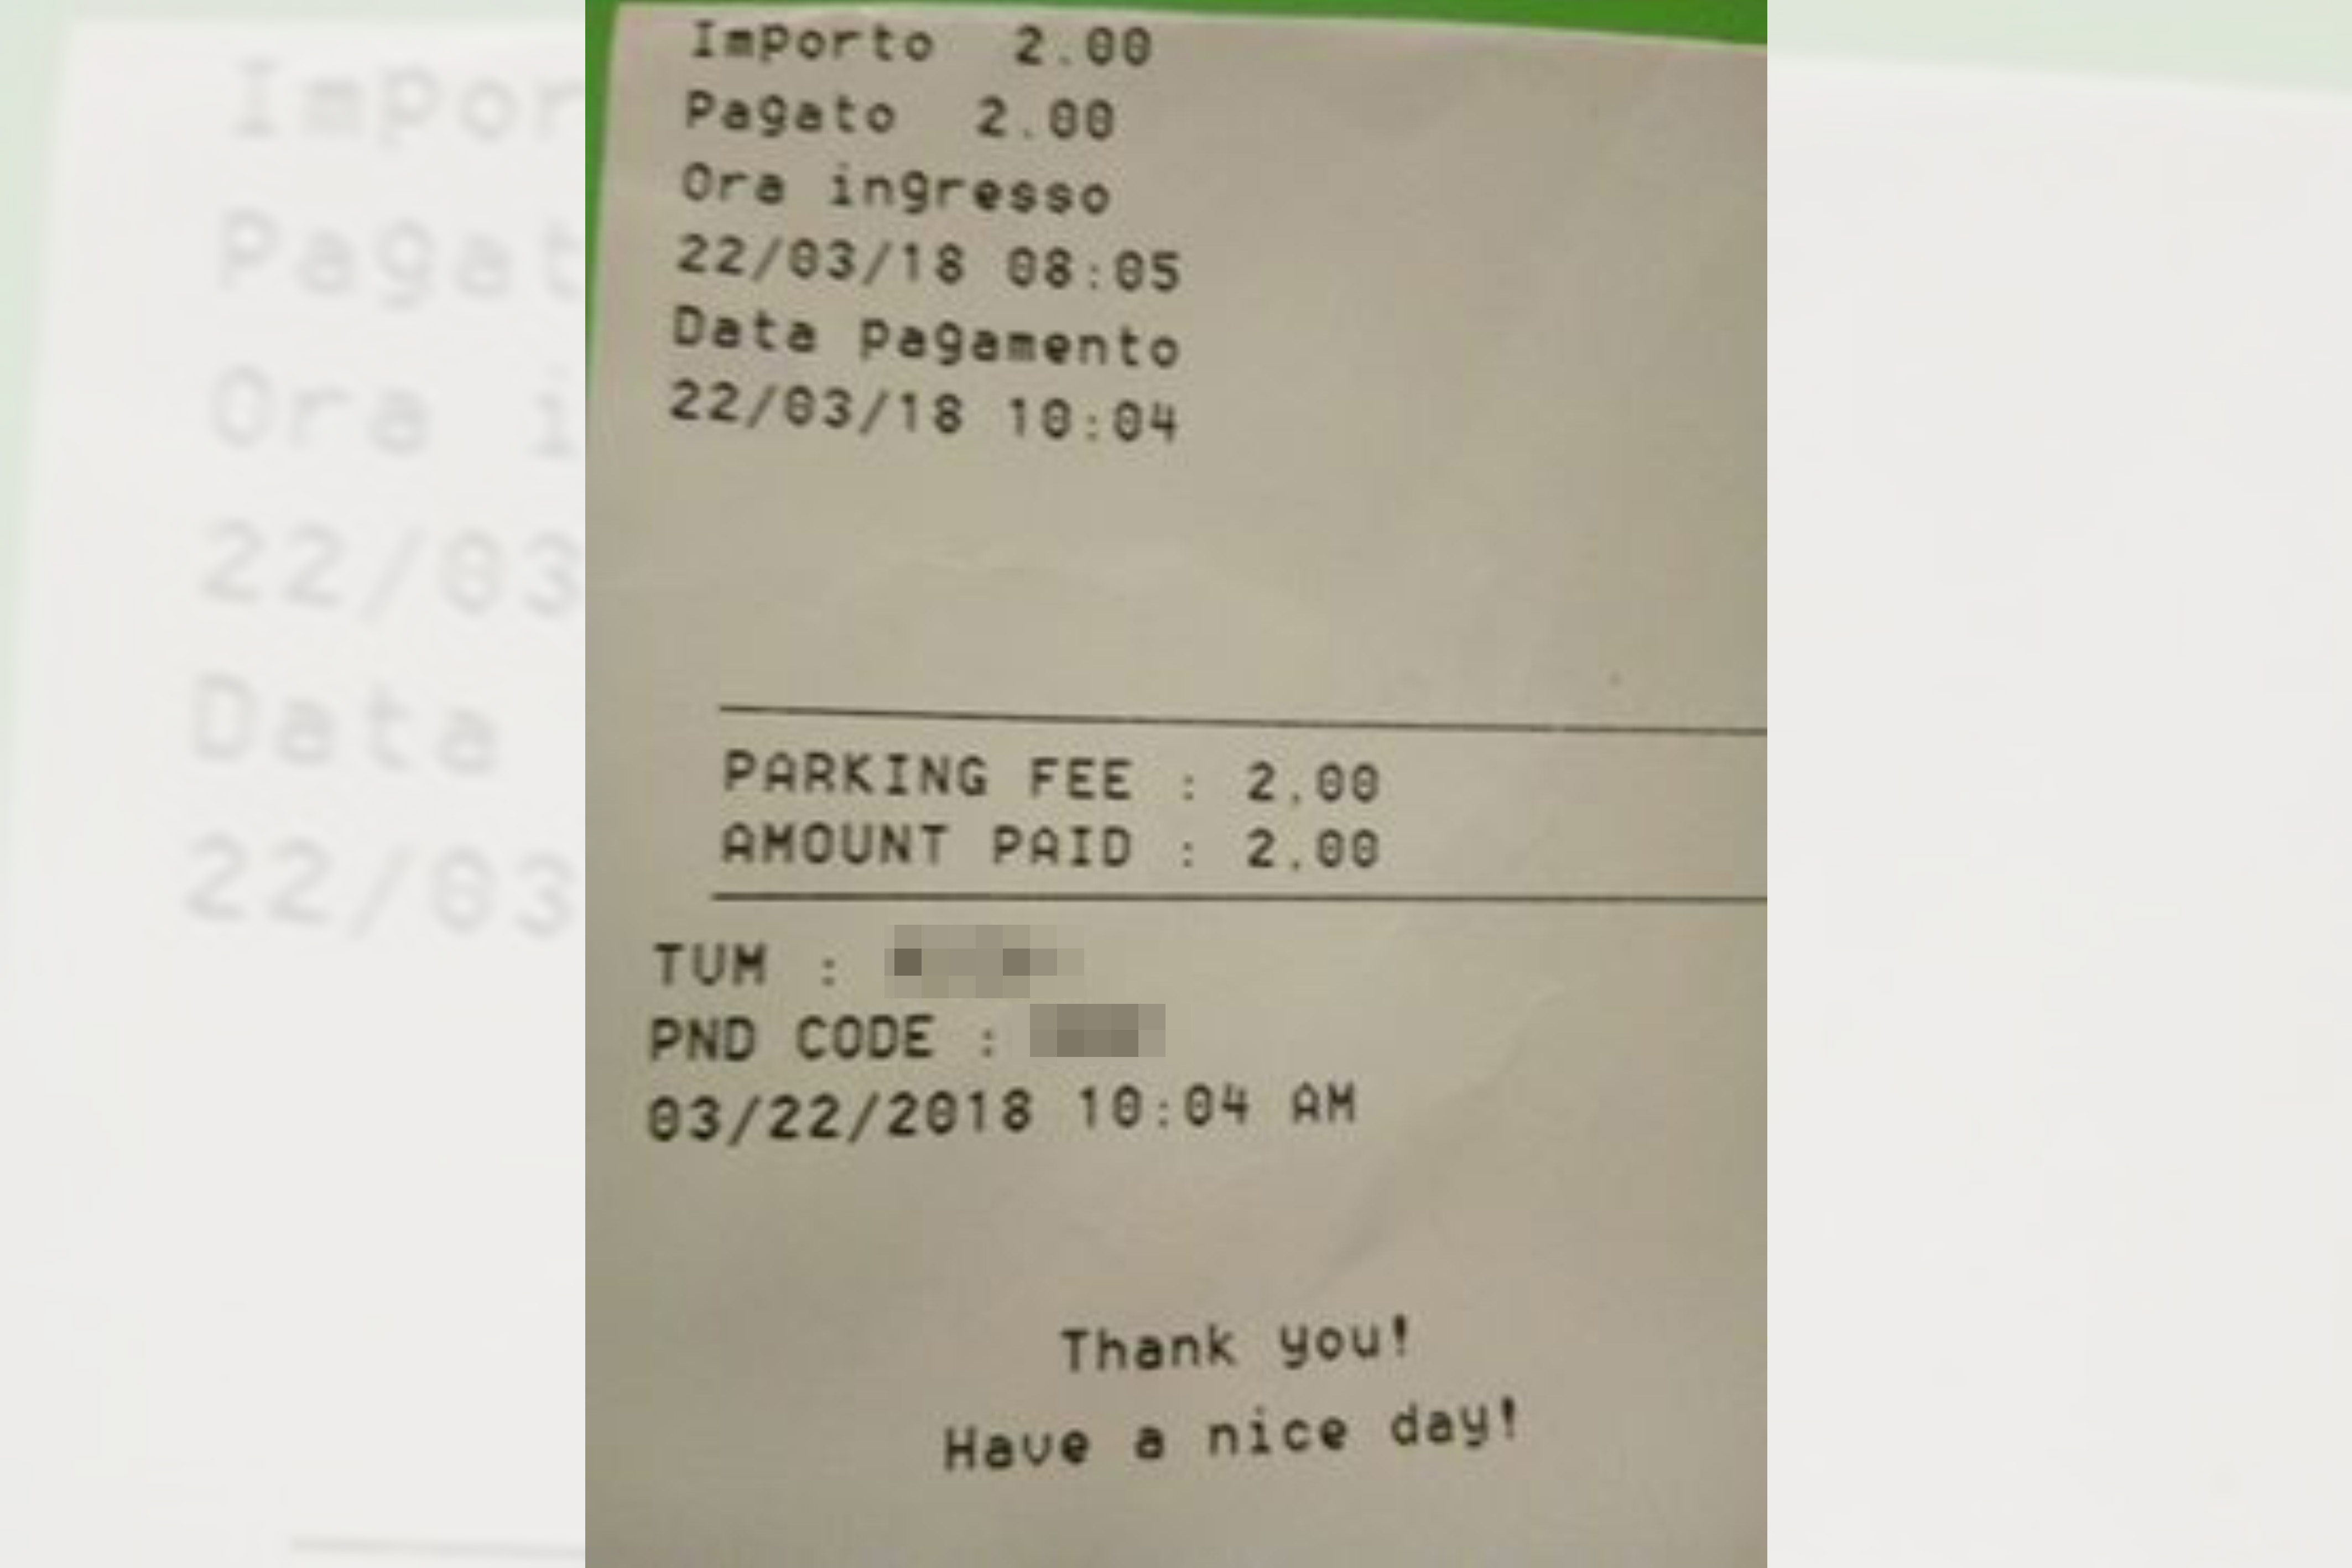 Importo 2.00
Pagato 2.00
Ora ingresso
22/03/18 08:05
Data pagamento
22/03/18 10:04
PARKING FEE : 2.00
AMOUNT PAID : 2.00
TVM :
PND CODE :
03/22/2018 10:04 AM
Thank you!
Have a nice day!